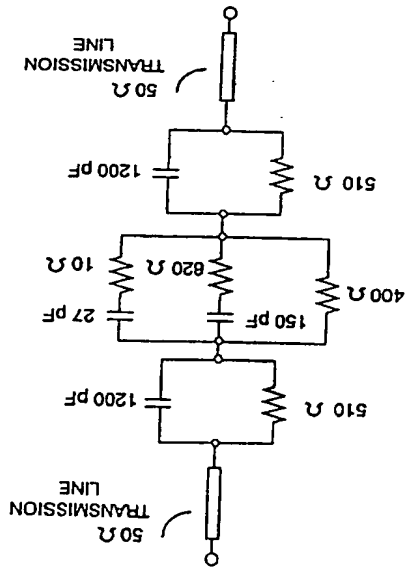 50 Ω
TRANSMISSION
LINE
510 Ω
1200 pF
150 pF
27 pF
400 Ω
820 Ω
10 Ω
510 Ω
1200 pF
50 Ω
TRANSMISSION
LINE